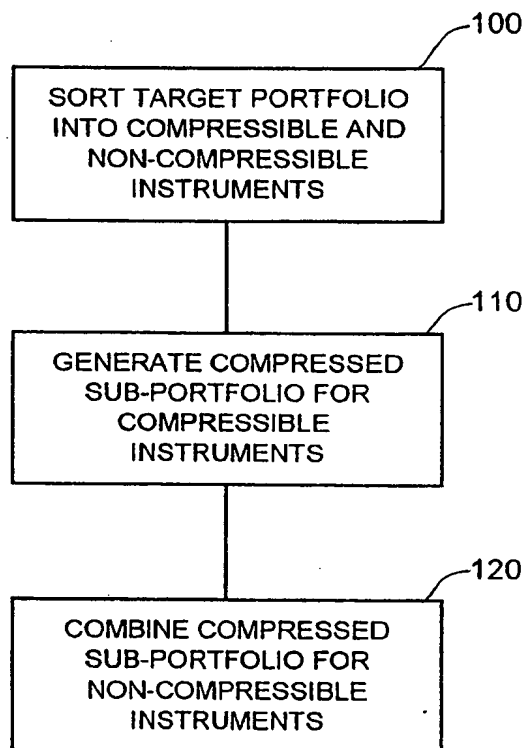 100
SORT TARGET PORTFOLIO
INTO COMPRESSIBLE AND
NON-COMPRESSIBLE
INSTRUMENTS
110
GENERATE COMPRESSED
SUB-PORTFOLIO FOR
COMPRESSIBLE
INSTRUMENTS
120
COMBINE COMPRESSED
SUB-PORTFOLIO FOR
NON-COMPRESSIBLE
INSTRUMENTS